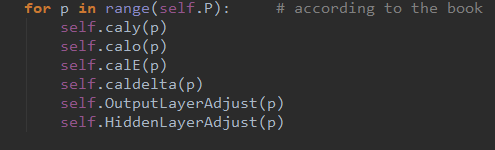 for p in range(self.P):     # according to the book
    self.caly(p)
    self.calo(p)
    self.calE(p)
    self.caldelta(p)
    self.OutputLayerAdjust(p)
    self.HiddenLayerAdjust(p)